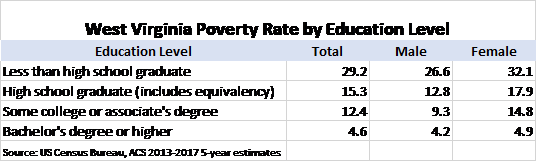 West Virginia Poverty Rate by Education Level
Education Level Total Male Female
Less than high school graduate 29.2 26.6 32.1
High school graduate (includes equivalency) 15.3 12.8 17.9
Some college or associate's degree 12.4 9.3 14.8
Bachelor's degree or higher 4.6 4.2 4.9
Source: US Census Bureau, ACS 2013-2017 5-year estimates